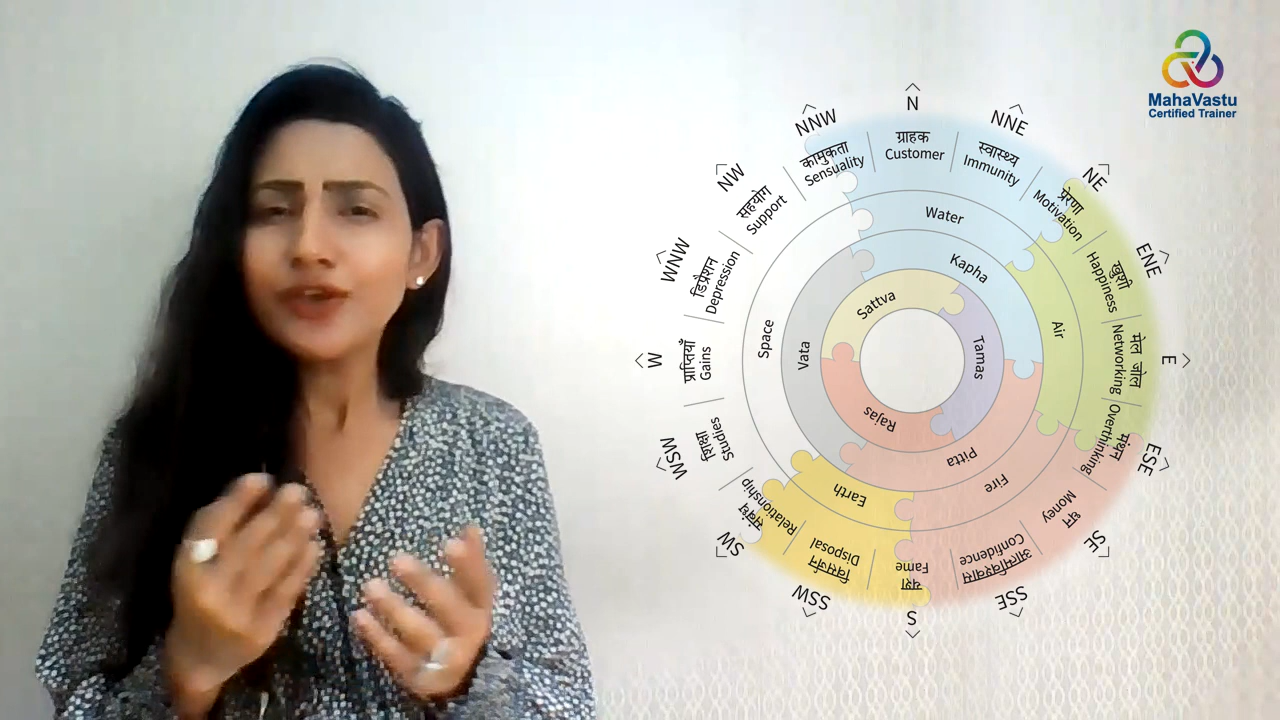 MahaVastu
Certified Trainer
N
ग्राहक
Customer
NNE
स्वास्थ्य
Immunity
NE
प्रेरणा
Motivation
ENE
खुशी
Happiness
E
मेल जोल
Networking
ESE
मंथन
Overthinking
SE
धन
Money
SSE
आत्मविश्वास
Confidence
S
यश
Fame
SSW
विसर्जन
Disposal
SW
संबंध
Relationship
WSW
शिक्षा
Studies
W
प्राप्तियाँ
Gains
WNW
डिप्रेशन
Depression
NW
सहयोग
Support
NNW
कामुकता
Sensuality
Water
Air
Fire
Earth
Space
Kapha
Pitta
Vata
Sattva
Tamas
Rajas